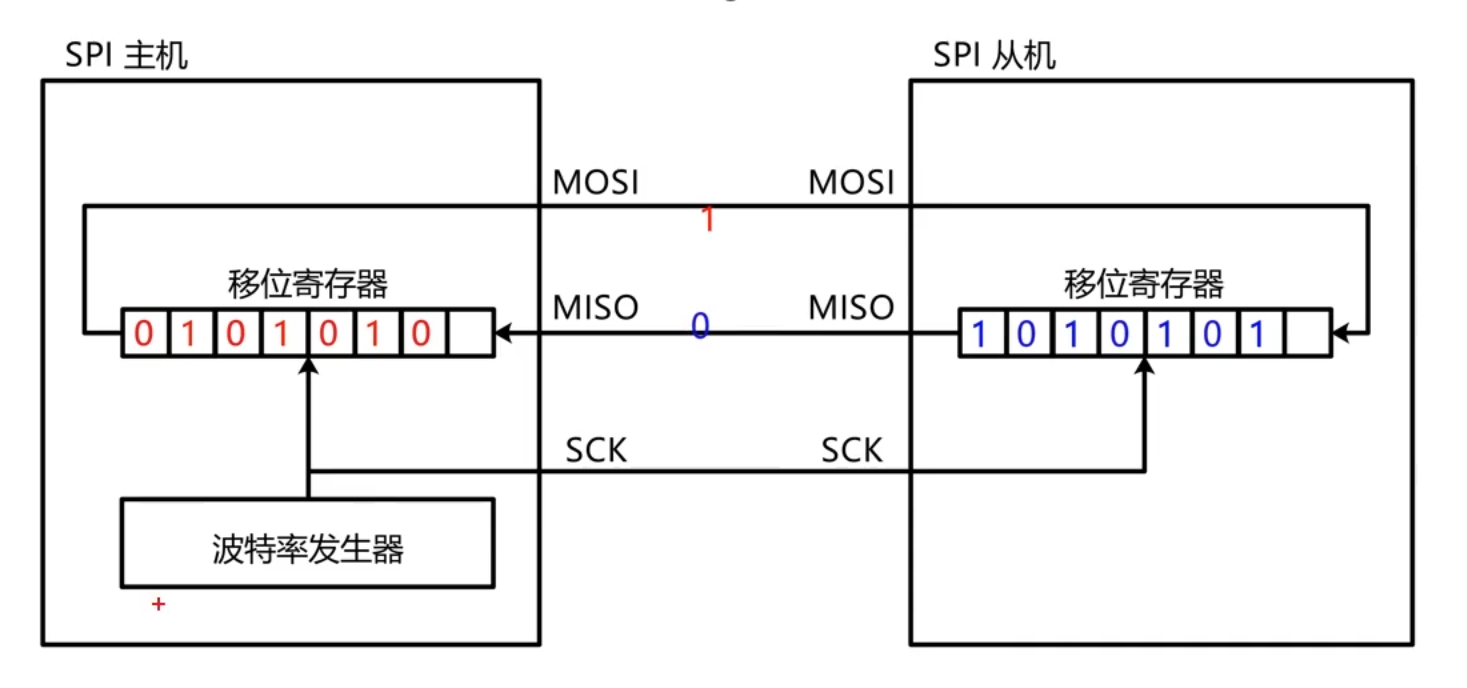 SPI 主机
SPI 从机
MOSI
MOSI
1
移位寄存器
移位寄存器
MISO
MISO
0
0 1 0 1 0 1 0
1 0 1 0 1 0 1
SCK
SCK
波特率发生器
+